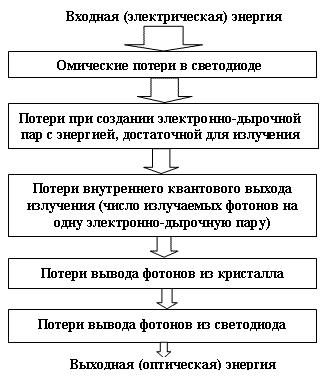 Входная (электрическая) энергия
Омические потери в светодиоде
Потери при создании электронно-дырочной
пар с энергией, достаточной для излучения
Потери внутреннего квантового выхода
излучения (число излучаемых фотонов на
одну электронно-дырочную пару)
Потери вывода фотонов из кристалла
Потери вывода фотонов из светодиода
Выходная (оптическая) энергия